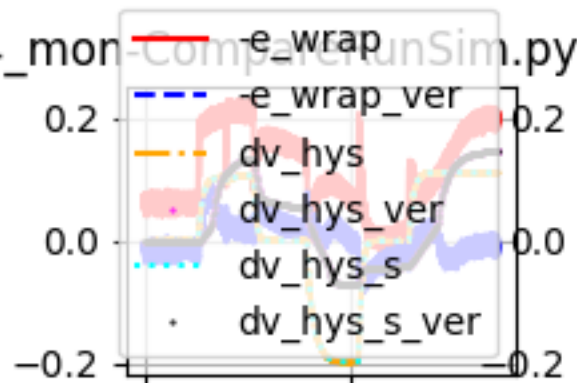 _mon-CompareRunSim.py
-e_wrap
-e_wrap_ver
0.2
0.2
dv_hys
dv_hys_ver
0.0
0.0
dv_hys_s
dv_hys_s_ver
−0.2
−0.2